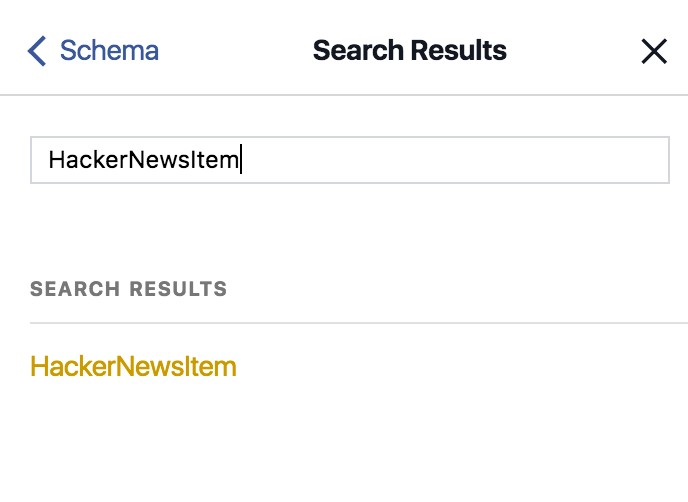 Schema
Search Results
HackerNewsItem
SEARCH RESULTS
HackerNewsItem